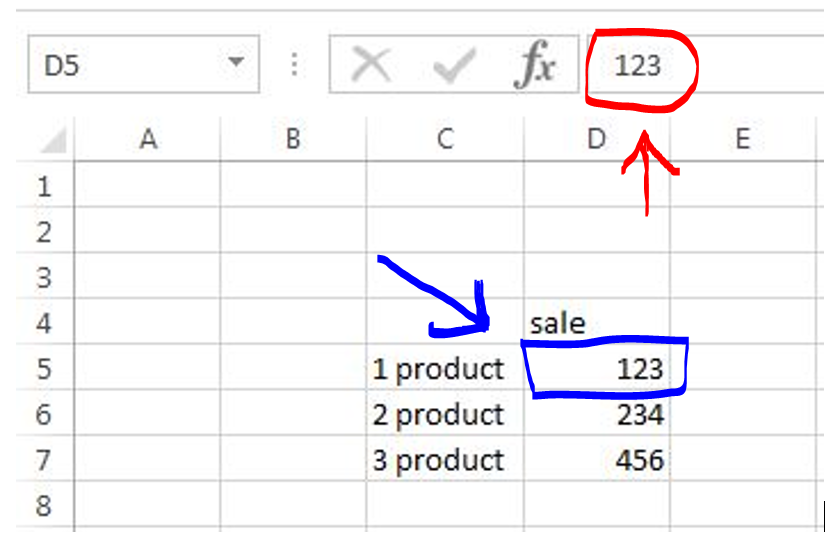 D5 fx 123
A B C D E
1
2
3
4 sale
5 1 product 123
6 2 product 234
7 3 product 456
8